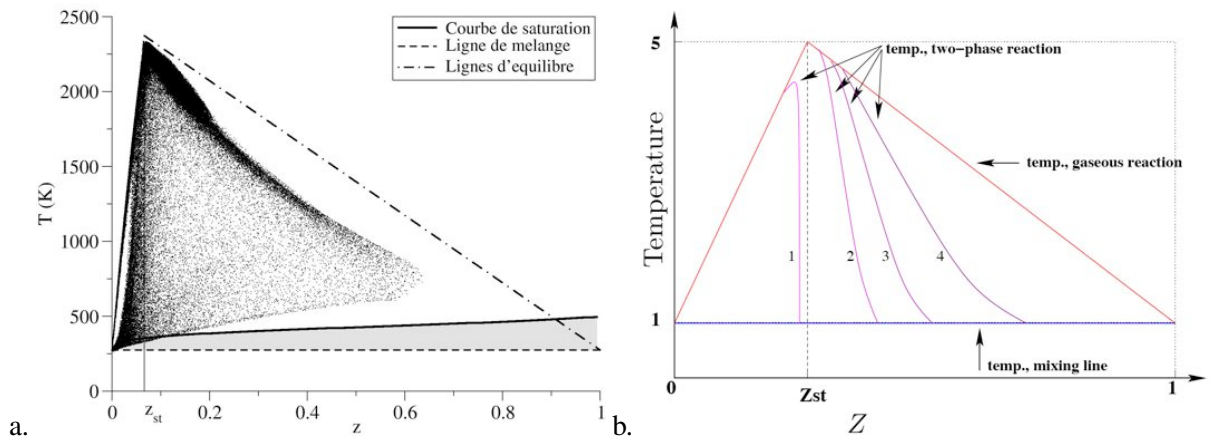 2500
2000
1500
2500
1000
500
0
T (K)
0
z_st
0.2
0.4
0.6
0.8
1
z
Courbe de saturation
Ligne de melange
Lignes d'equilibre
a.
5
1
Temperature
temp., two-phase reaction
temp., gaseous reaction
1
2
3
4
temp., mixing line
0
Zst
1
Z
b.